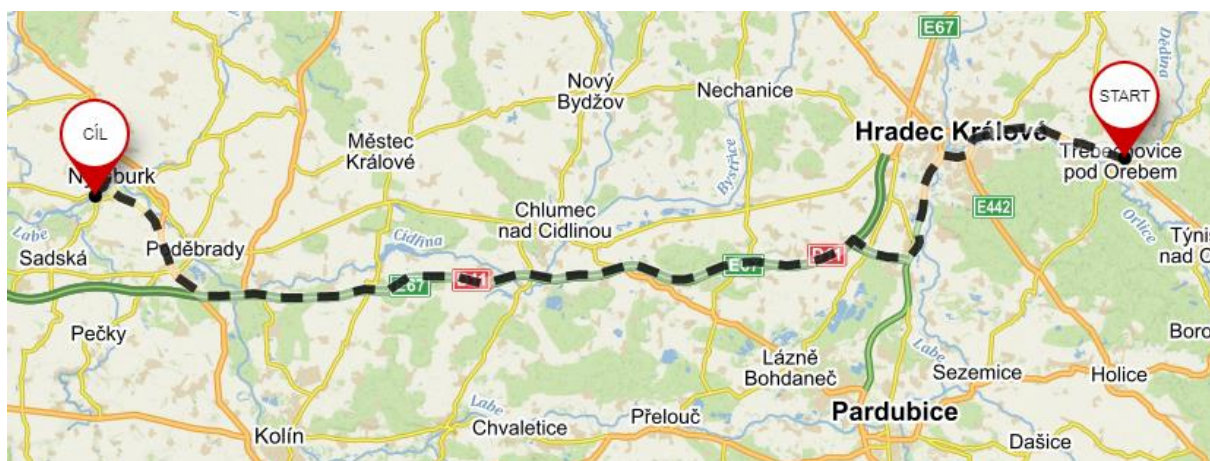 E67
Dědina
START
CÍL
Nový
Bydžov
Nechanice
Městec
Králové
Hradec Králové
Třebechovice
pod Orebem
Bystřice
E442
Orlice
Týnis
nad O
Labe
Chlumec
nad Cidlinou
Cidlina
Sadská
Poděbrady
E67
E67
Pečky
Boro
Lázně
Bohdaneč
Labe
Sezemice
Holice
Labe
Přelouč
Pardubice
Kolín
Chvaletice
Dašice